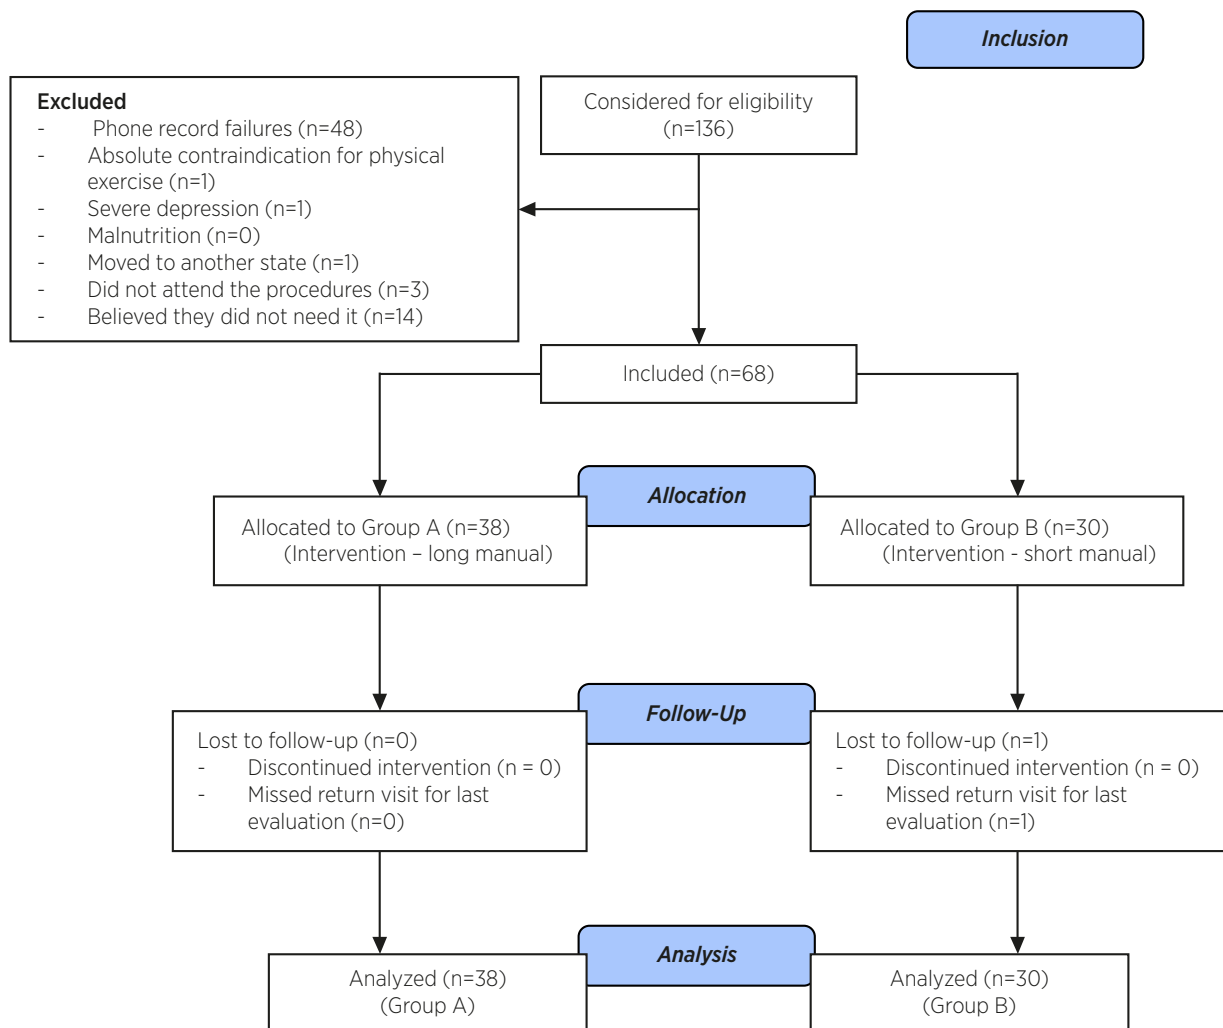 Inclusion
Considered for eligibility
(n=136)
Excluded
- Phone record failures (n=48)
- Absolute contraindication for physical
exercise (n=1)
- Severe depression (n=1)
- Malnutrition (n=0)
- Moved to another state (n=1)
- Did not attend the procedures (n=3)
- Believed they did not need it (n=14)
Included (n=68)
Allocation
Allocated to Group A (n=38)
(Intervention – long manual)
Allocated to Group B (n=30)
(Intervention - short manual)
Follow-Up
Lost to follow-up (n=0)
- Discontinued intervention (n = 0)
- Missed return visit for last
evaluation (n=0)
Lost to follow-up (n=1)
- Discontinued intervention (n = 0)
- Missed return visit for last
evaluation (n=1)
Analysis
Analyzed (n=38)
(Group A)
Analyzed (n=30)
(Group B)